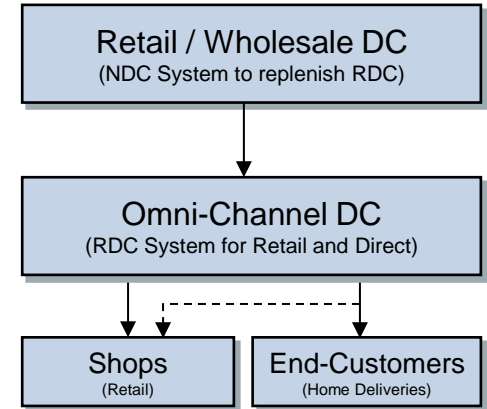 Retail / Wholesale DC
(NDC System to replenish RDC)
Omni-Channel DC
(RDC System for Retail and Direct)
Shops
(Retail)
End-Customers
(Home Deliveries)